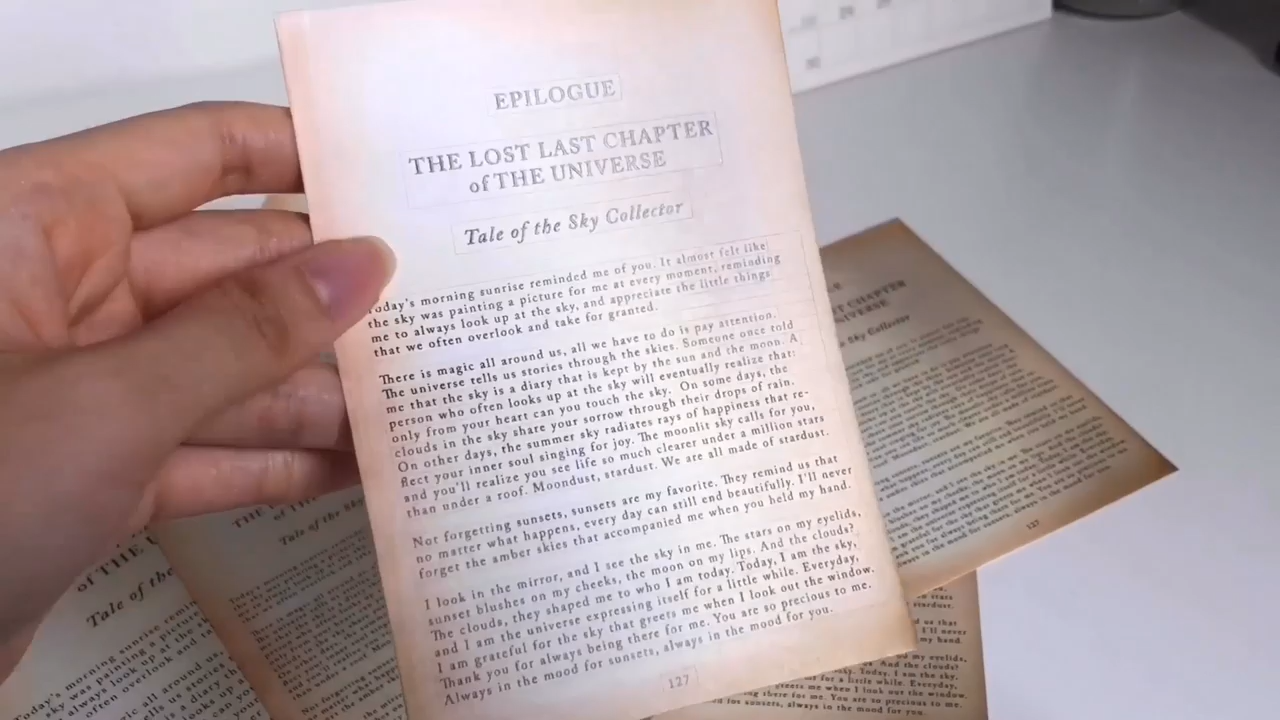 EPILOGUE
THE LOST LAST CHAPTER
of THE UNIVERSE
Tale of the Sky Collector
Today's morning sunrise reminded me of you. It almost felt like
the sky was painting a picture for me at every moment, reminding
me to always look up at the sky, and appreciate the little things
that we often overlook and take for granted.
There is magic all around us, all we have to do is pay attention.
The universe tells us stories through the skies. Someone once told
me that the sky is a diary that is kept by the sun and the moon. A
person who often looks up at the sky will eventually realize that:
only from your heart can you touch the sky. On some days, the
clouds in the sky share your sorrow through their drops of rain.
On other days, the summer sky radiates rays of happiness that re-
flect your inner soul singing for joy. The moonlit sky calls for you,
and you'll realize you see life so much clearer under a million stars
than under a roof. Moondust, stardust. We are all made of stardust.
Not forgetting sunsets, sunsets are my favorite. They remind us that
no matter what happens, every day can still end beautifully. I'll never
forget the amber skies that accompanied me when you held my hand.
I look in the mirror, and I see the sky in me. The stars on my eyelids,
sunset blushes on my cheeks, the moon on my lips. And the clouds?
The clouds, they shaped me to who I am today. Today, I am the sky,
and I am the universe expressing itself for a little while. Everyday,
I am grateful for the sky that greets me when I look out the window.
Thank you for always being there for me. You are so precious to me.
Always in the mood for sunsets, always in the mood for you.
127
CHAPTER
Sky Collector
127
Tale of the
Tale of the
Today's morning sunrise remin